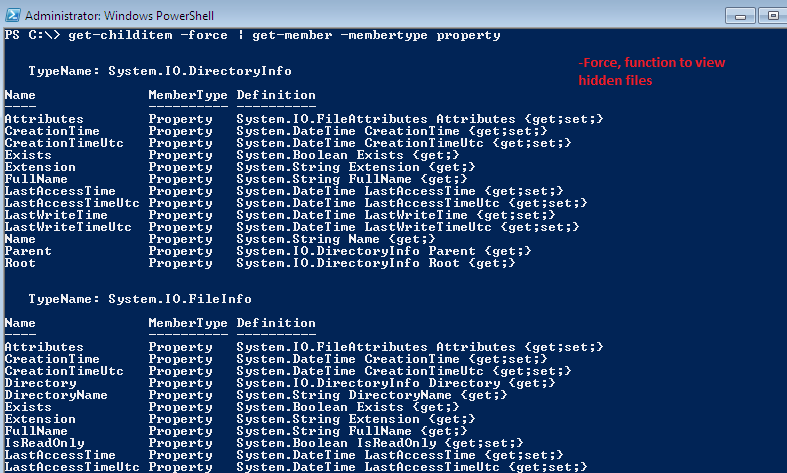 Administrator: Windows PowerShell
PS C:\> get-childitem -force | get-member -membertype property
-Force, function to view
hidden files
TypeName: System.IO.DirectoryInfo
Name MemberType Definition
---- ---------- ----------
Attributes Property System.IO.FileAttributes Attributes {get;set;}
CreationTime Property System.DateTime CreationTime {get;set;}
CreationTimeUtc Property System.DateTime CreationTimeUtc {get;set;}
Exists Property System.Boolean Exists {get;}
Extension Property System.String Extension {get;}
FullName Property System.String FullName {get;}
LastAccessTime Property System.DateTime LastAccessTime {get;set;}
LastAccessTimeUtc Property System.DateTime LastAccessTimeUtc {get;set;}
LastWriteTime Property System.DateTime LastWriteTime {get;set;}
LastWriteTimeUtc Property System.DateTime LastWriteTimeUtc {get;set;}
Name Property System.String Name {get;}
Parent Property System.IO.DirectoryInfo Parent {get;}
Root Property System.IO.DirectoryInfo Root {get;}
TypeName: System.IO.FileInfo
Name MemberType Definition
---- ---------- ----------
Attributes Property System.IO.FileAttributes Attributes {get;set;}
CreationTime Property System.DateTime CreationTime {get;set;}
CreationTimeUtc Property System.DateTime CreationTimeUtc {get;set;}
Directory Property System.IO.DirectoryInfo Directory {get;}
DirectoryName Property System.String DirectoryName {get;}
Exists Property System.Boolean Exists {get;}
Extension Property System.String Extension {get;}
FullName Property System.String FullName {get;}
IsReadOnly Property System.Boolean IsReadOnly {get;set;}
LastAccessTime Property System.DateTime LastAccessTime {get;set;}
LastAccessTimeUtc Property System.DateTime LastAccessTimeUtc {get;set;}